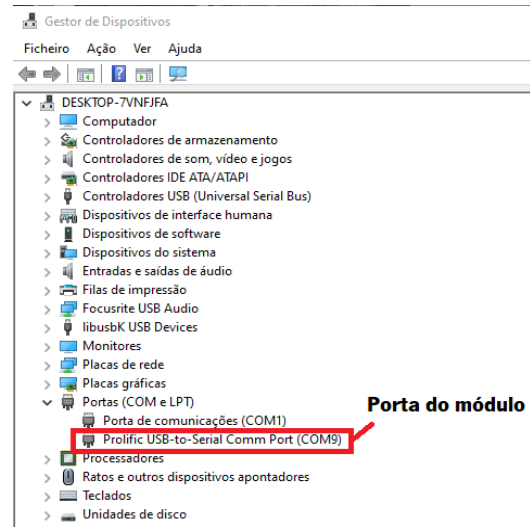 Gestor de Dispositivos
Ficheiro Ação Ver Ajuda
DESKTOP-7VNFJFA
Computador
Controladores de armazenamento
Controladores de som, vídeo e jogos
Controladores IDE ATA/ATAPI
Controladores USB (Universal Serial Bus)
Dispositivos de interface humana
Dispositivos de software
Dispositivos do sistema
Entradas e saídas de áudio
Filas de impressão
Focusrite USB Audio
libusbK USB Devices
Monitores
Placas de rede
Placas gráficas
Portas (COM e LPT)
Porta do módulo
Porta de comunicações (COM1)
Prolific USB-to-Serial Comm Port (COM9)
Processadores
Ratos e outros dispositivos apontadores
Teclados
Unidades de disco